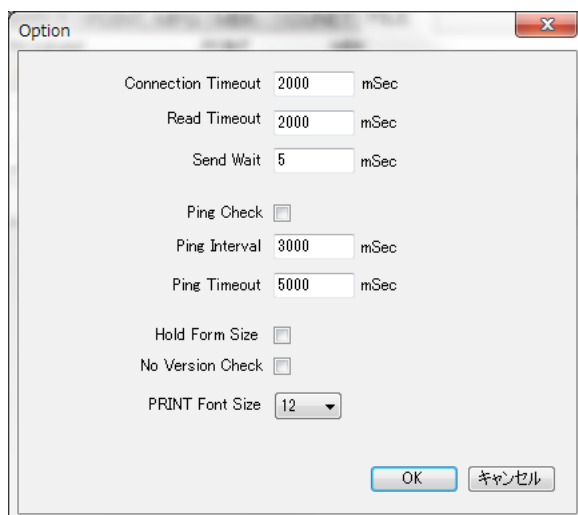 Option
Connection Timeout 2000 mSec
Read Timeout 2000 mSec
Send Wait 5 mSec
Ping Check
Ping Interval 3000 mSec
Ping Timeout 5000 mSec
Hold Form Size
No Version Check
PRINT Font Size 12
OK キャンセル